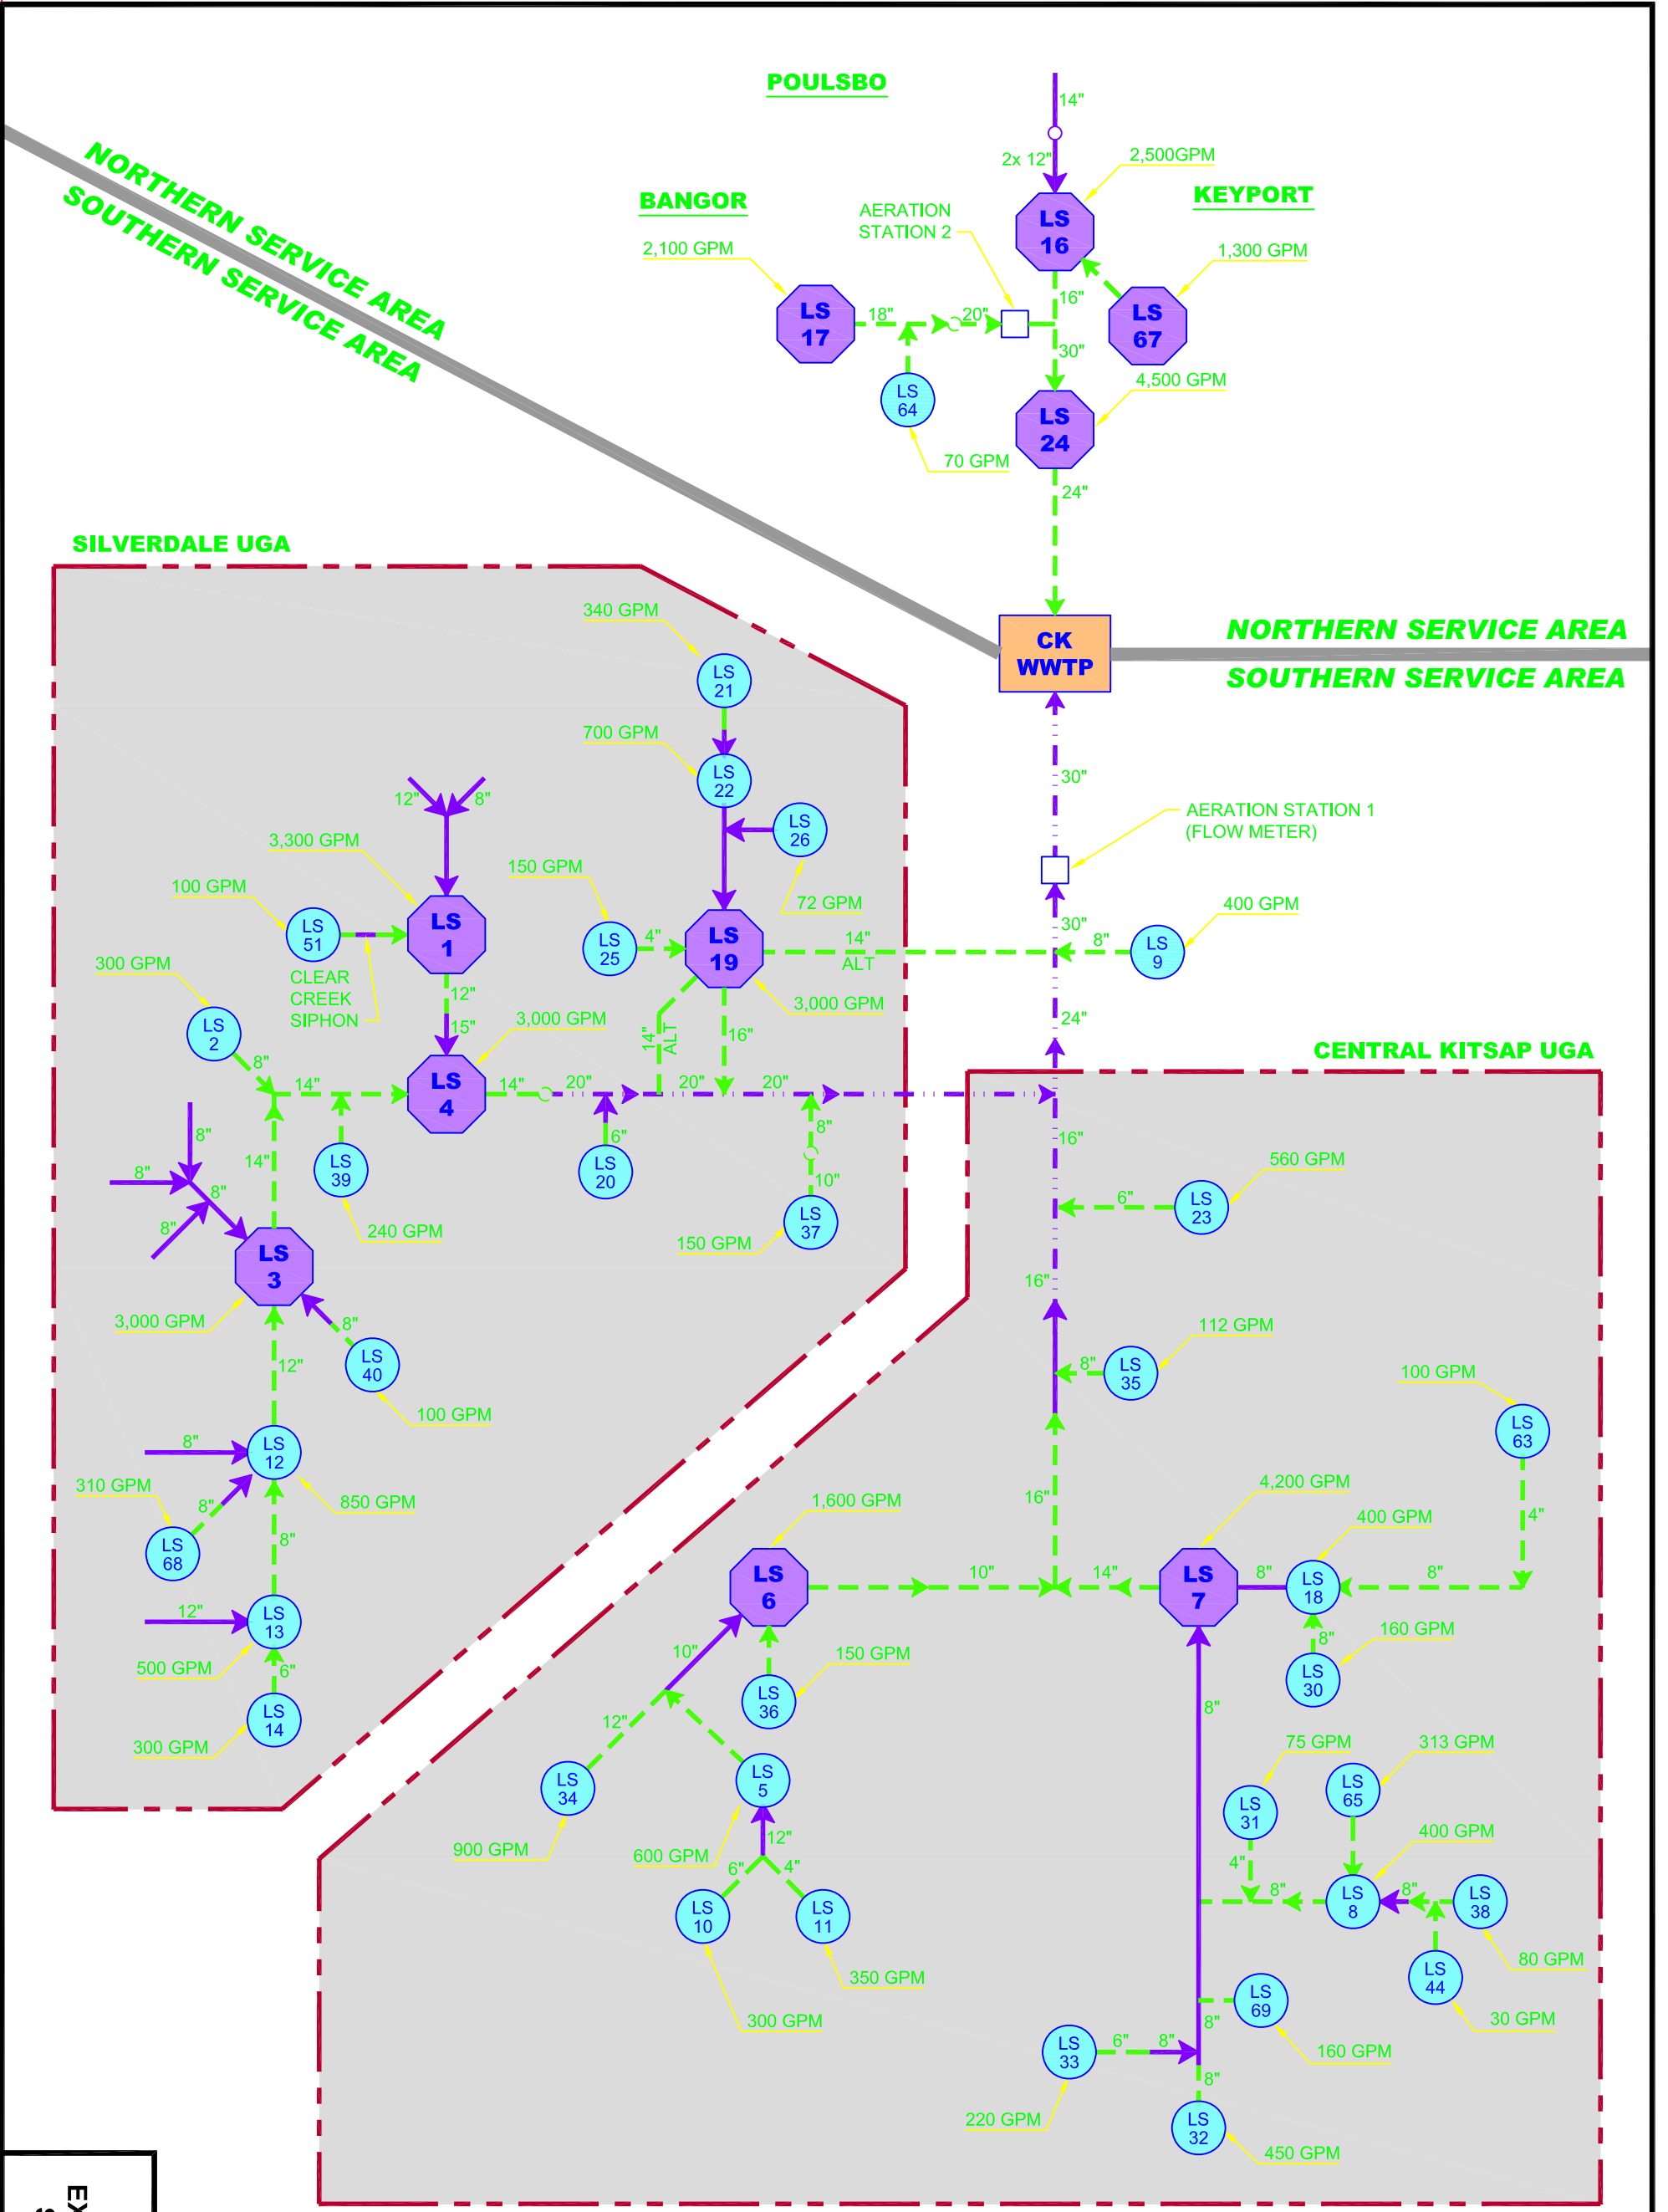 POULSBO
14"
2x 12"
2,500GPM
BANGOR
KEYPORT
AERATION
STATION 2
LS
16
2,100 GPM
1,300 GPM
LS
17
18"
20"
16"
LS
67
30"
LS
64
4,500 GPM
LS
24
70 GPM
24"
NORTHERN SERVICE AREA
SOUTHERN SERVICE AREA
CK
WWTP
NORTHERN SERVICE AREA
SOUTHERN SERVICE AREA
SILVERDALE UGA
340 GPM
LS
21
700 GPM
LS
22
LS
26
72 GPM
12"
8"
3,300 GPM
100 GPM
LS
51
LS
1
CLEAR
CREEK
SIPHON
150 GPM
LS
25
4"
LS
19
14"
ALT
3,000 GPM
30"
AERATION STATION 1
(FLOW METER)
30"
8"
400 GPM
LS
9
24"
300 GPM
LS
2
8"
12"
15"
3,000 GPM
14"
LS
4
14"
20"
14"
ALT
16"
20"
20"
6"
LS
20
8"
10"
LS
37
150 GPM
LS
39
240 GPM
8"
8"
8"
8"
14"
LS
3
3,000 GPM
8"
LS
40
100 GPM
12"
8"
LS
12
850 GPM
310 GPM
8"
LS
68
8"
12"
LS
13
500 GPM
6"
LS
14
300 GPM
CENTRAL KITSAP UGA
16"
560 GPM
6"
LS
23
16"
112 GPM
8"
LS
35
100 GPM
LS
63
4"
16"
1,600 GPM
LS
6
10"
14"
4,200 GPM
LS
7
8"
400 GPM
LS
18
8"
8"
160 GPM
LS
30
10"
150 GPM
LS
36
12"
LS
34
900 GPM
LS
5
600 GPM
12"
6"
4"
LS
10
LS
11
350 GPM
300 GPM
8"
75 GPM
LS
31
4"
313 GPM
LS
65
400 GPM
8"
LS
8
8"
LS
38
80 GPM
LS
44
30 GPM
LS
69
8"
160 GPM
LS
33
6"
8"
220 GPM
8"
LS
32
450 GPM
EX
S